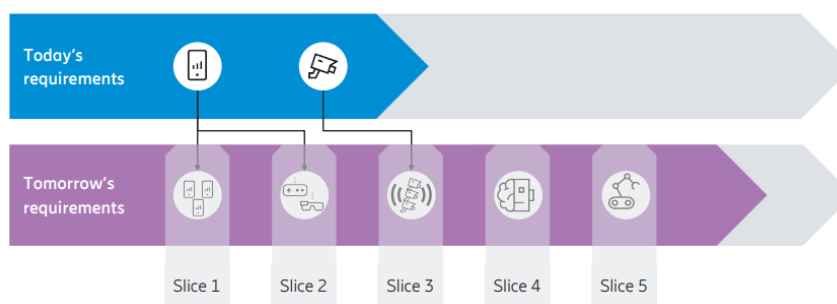 Today's
requirements
Tomorrow's
requirements
Slice 1
Slice 2
Slice 3
Slice 4
Slice 5